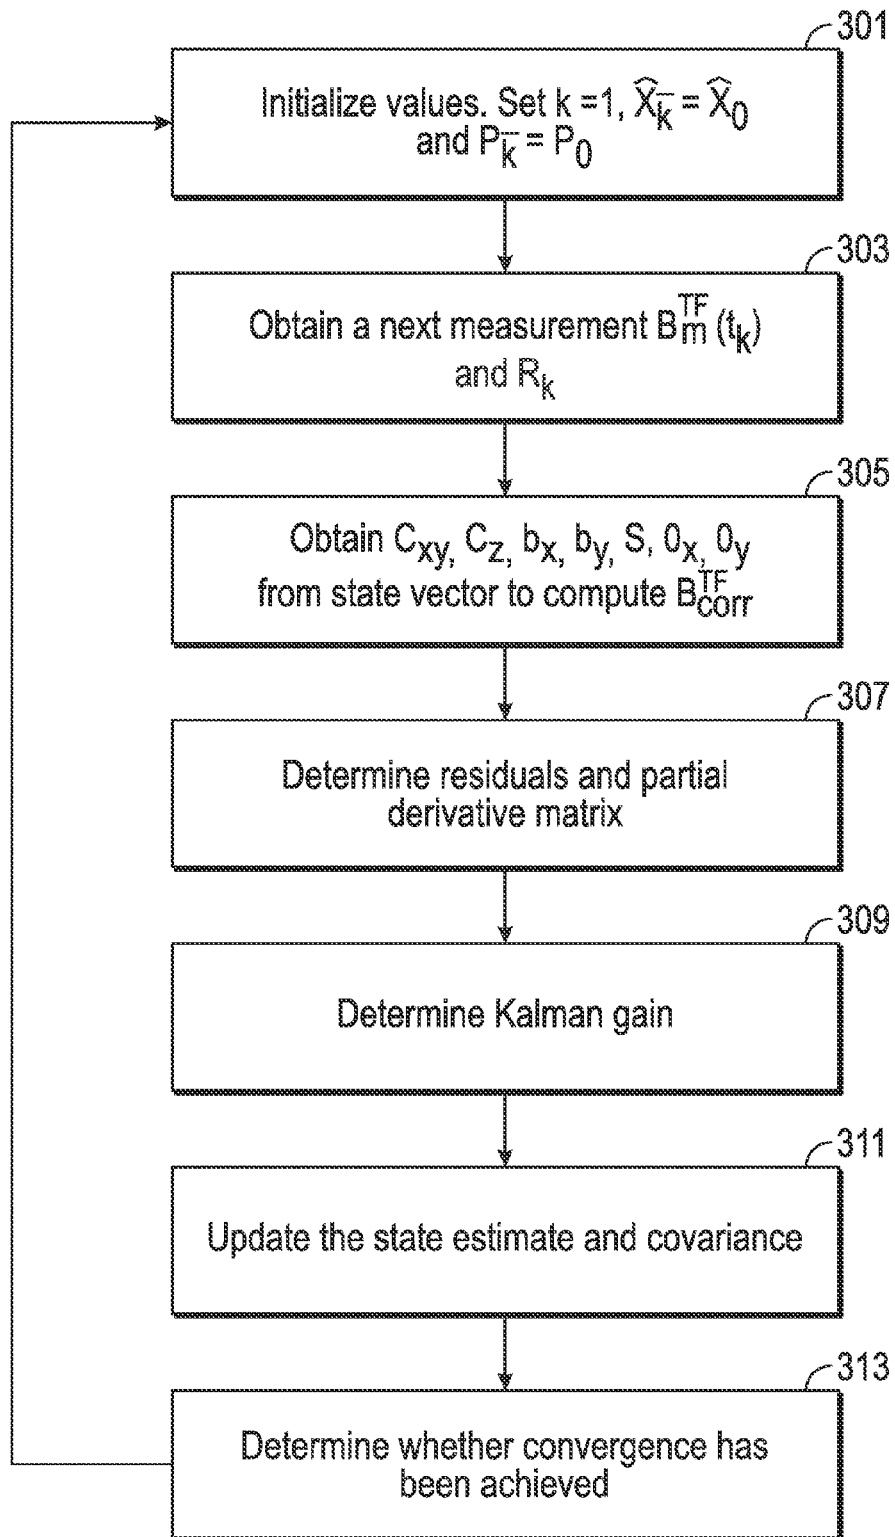 301
Initialize values. Set k =1, X̂k̅ = X̂0
and Pk̅ = P0
303
Obtain a next measurement BmTF (tk)
and Rk
305
Obtain Cxy, Cz, bx, by, S, 0x, 0y
from state vector to compute BcorrTF
307
Determine residuals and partial
derivative matrix
309
Determine Kalman gain
311
Update the state estimate and covariance
313
Determine whether convergence has
been achieved